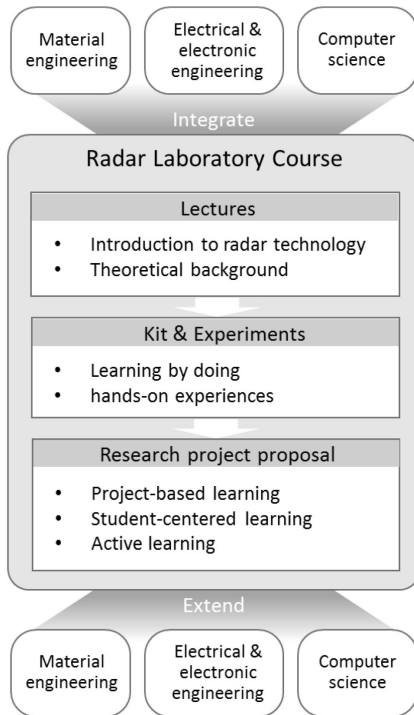 Material
engineering
Electrical &
electronic
engineering
Computer
science
Integrate
Radar Laboratory Course
Lectures
• Introduction to radar technology
• Theoretical background
Kit & Experiments
• Learning by doing
• hands-on experiences
Research project proposal
• Project-based learning
• Student-centered learning
• Active learning
Extend
Material
engineering
Electrical &
electronic
engineering
Computer
science